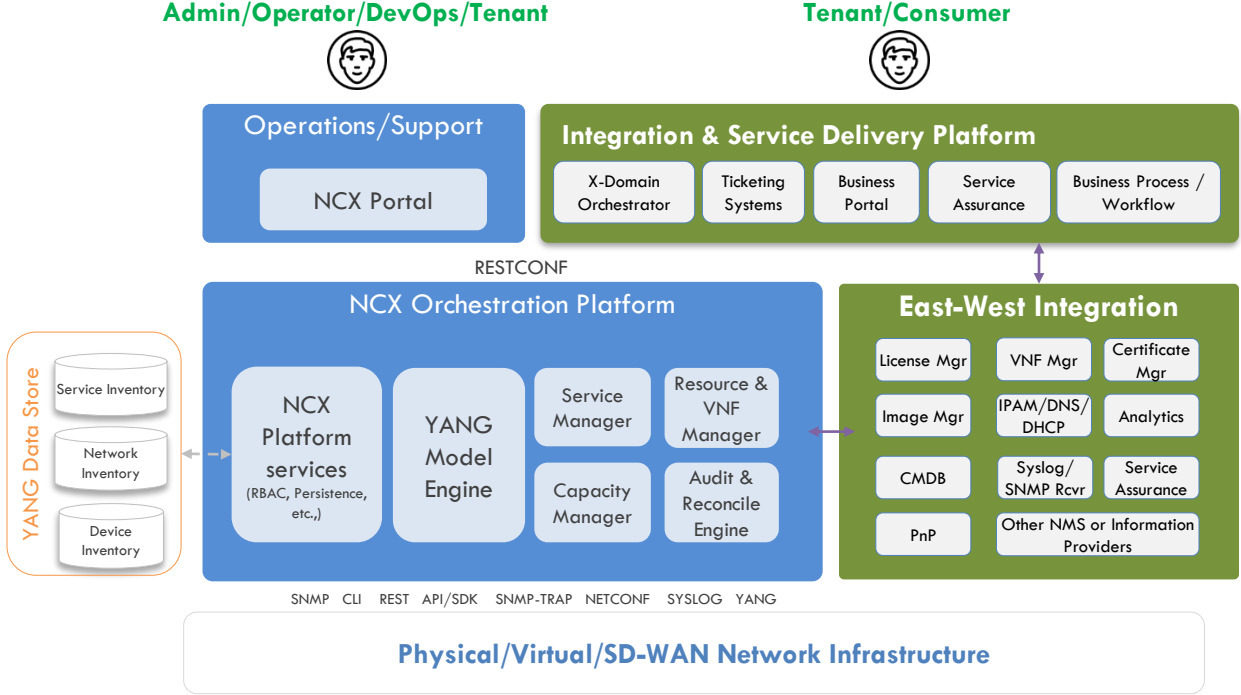 Admin/Operator/DevOps/Tenant
Tenant/Consumer
Operations/Support
NCX Portal
Integration & Service Delivery Platform
X-Domain
Orchestrator
Ticketing
Systems
Business
Portal
Service
Assurance
Business Process /
Workflow
RESTCONF
NCX Orchestration Platform
East-West Integration
YANG Data Store
Service Inventory
Network
Inventory
Device
Inventory
NCX
Platform
services
(RBAC, Persistence,
etc.,)
YANG
Model
Engine
Service
Manager
Resource &
VNF
Manager
Capacity
Manager
Audit &
Reconcile
Engine
License Mgr
VNF Mgr
Certificate
Mgr
Image Mgr
IPAM/DNS/
DHCP
Analytics
CMDB
Syslog/
SNMP Rcvr
Service
Assurance
PnP
Other NMS or Information
Providers
SNMP CLI REST API/SDK SNMP-TRAP NETCONF SYSLOG YANG
Physical/Virtual/SD-WAN Network Infrastructure